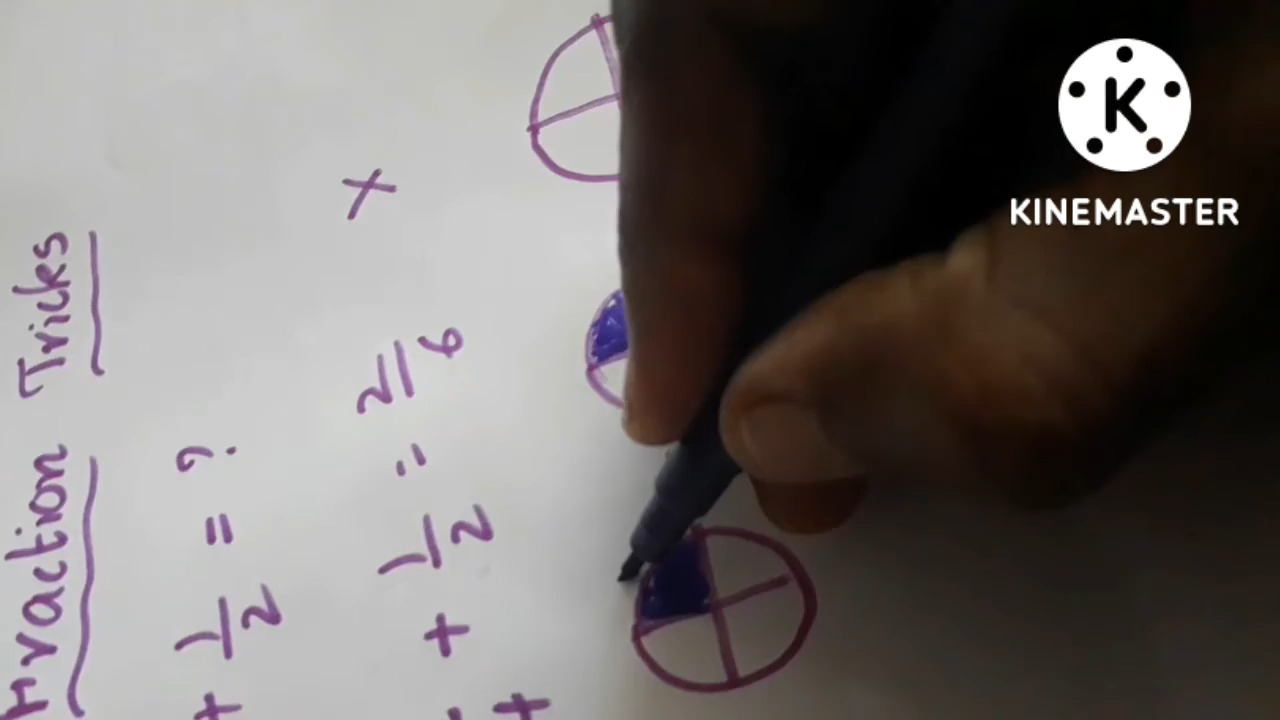 Fraction Tricks
+ 1/2 = ?
+ 1/2 = 2/6 ×
+
K
KINEMASTER